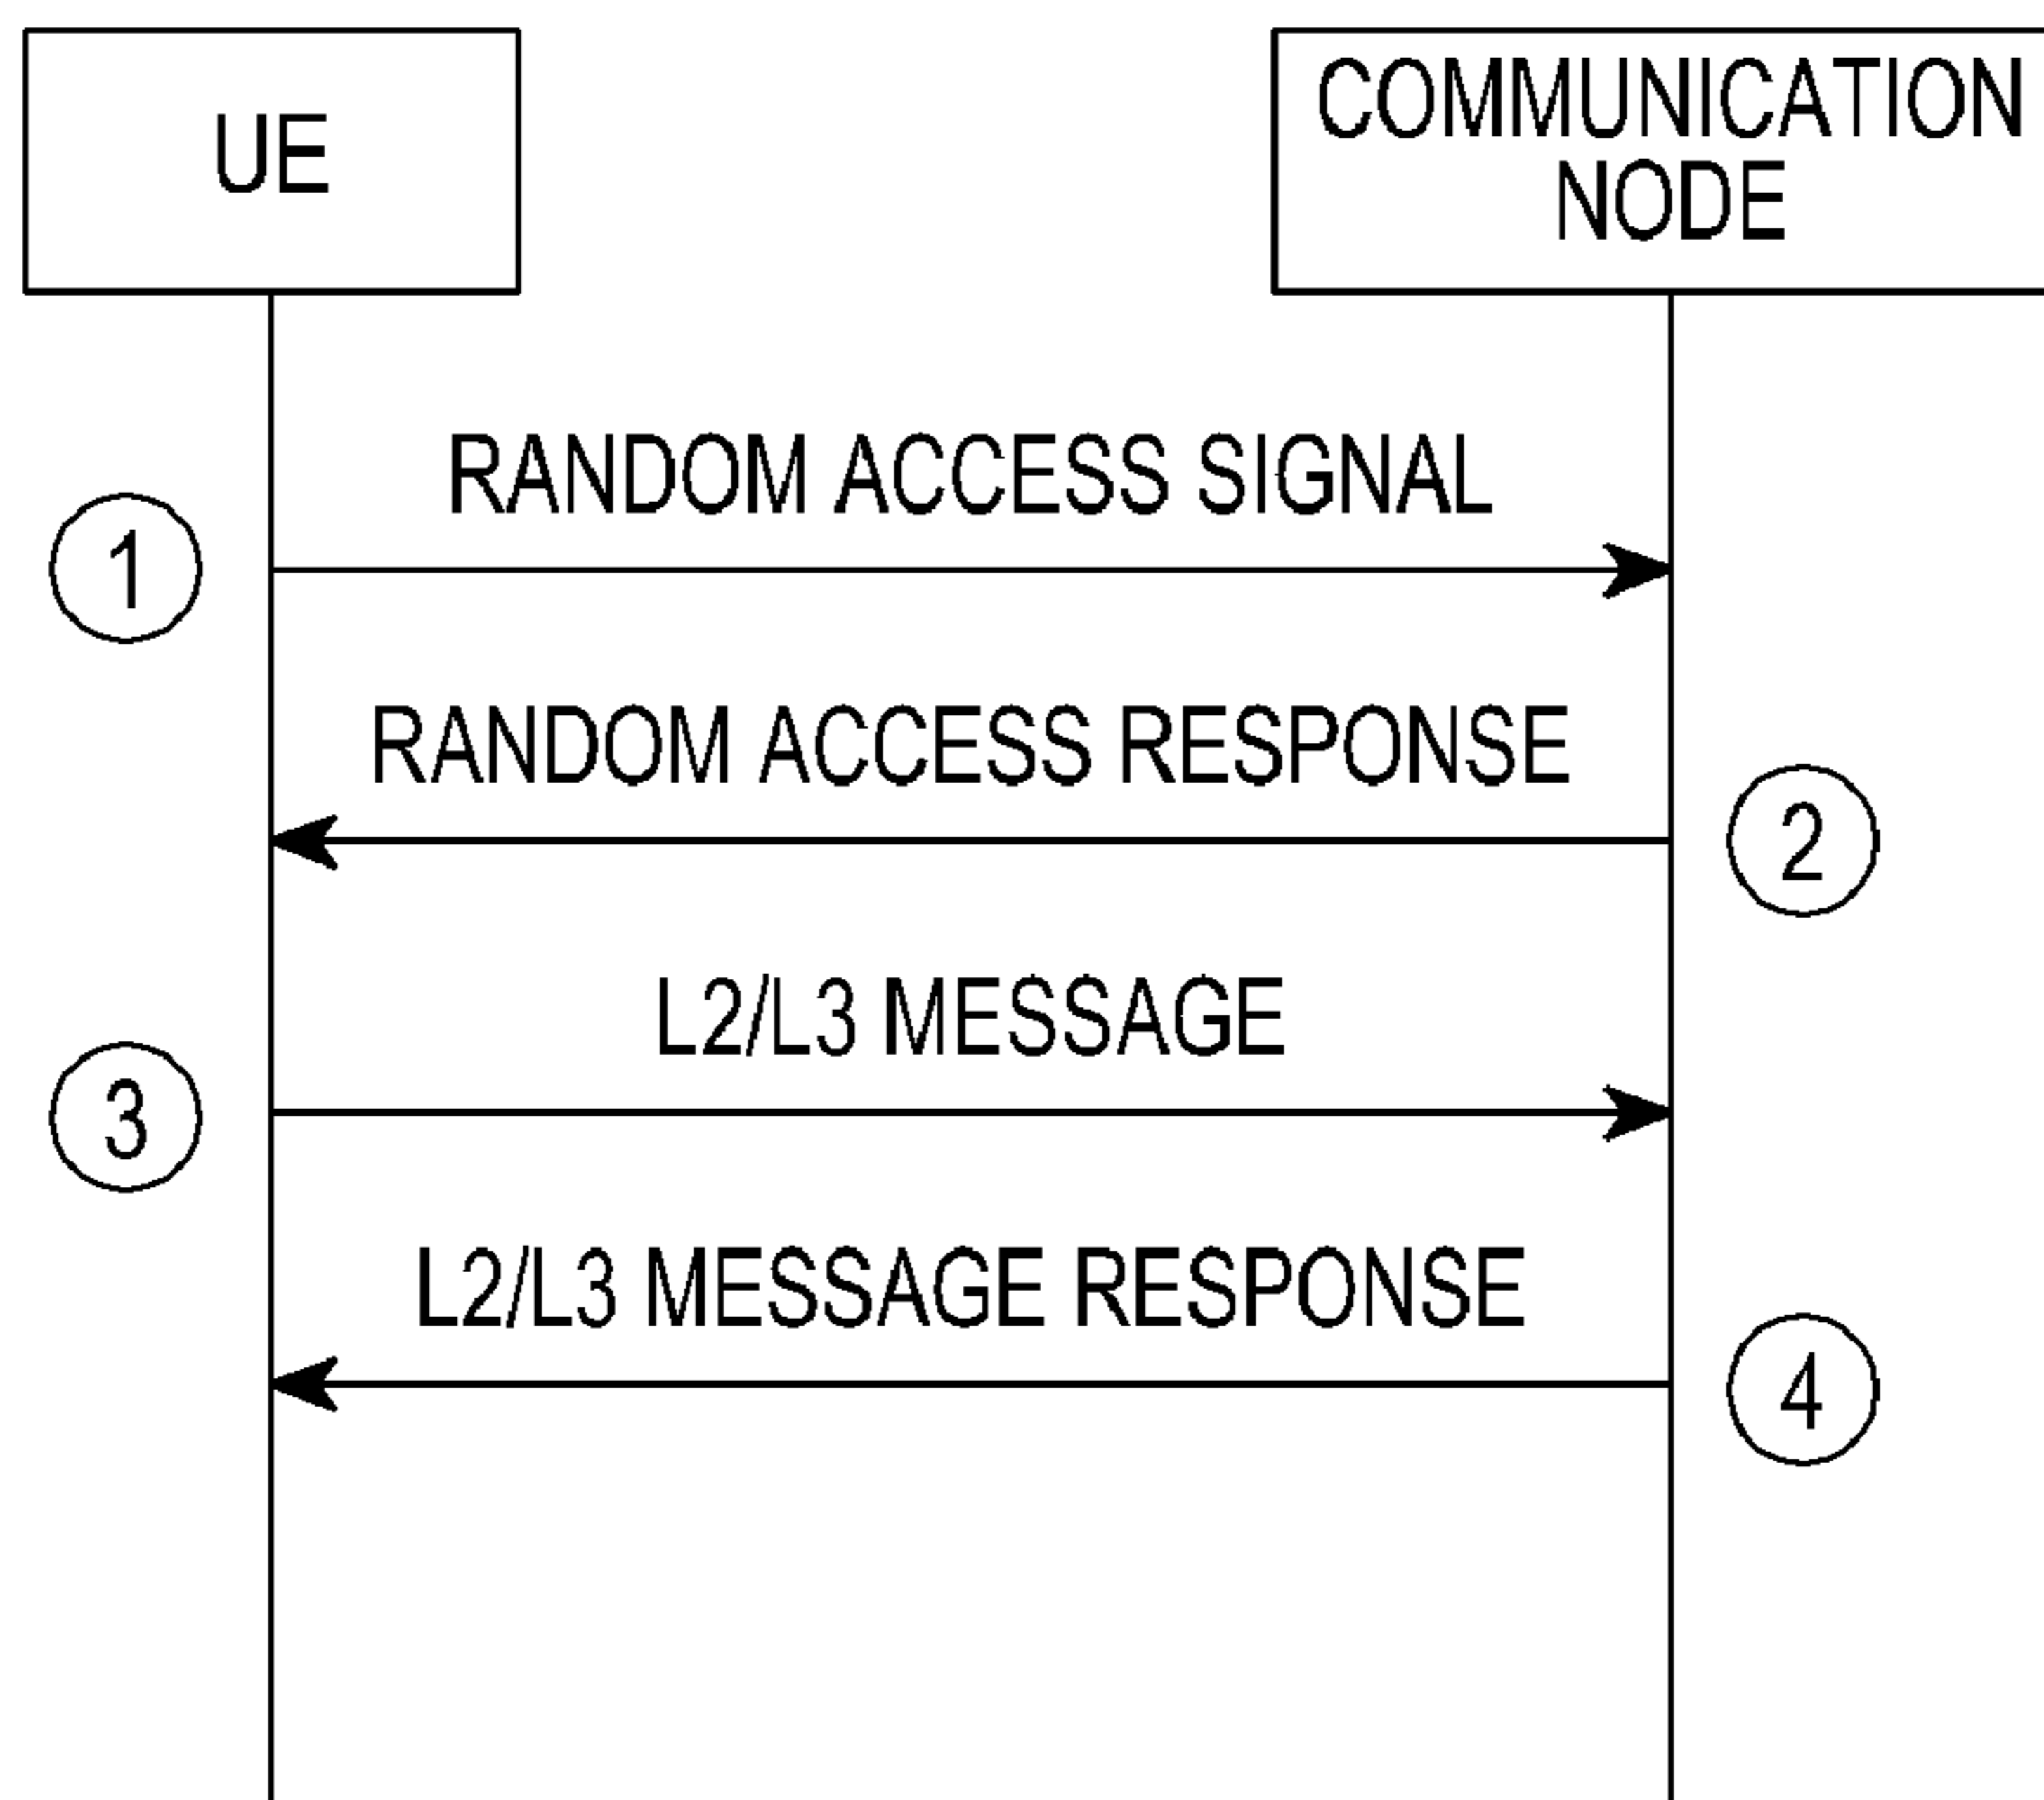 UE
COMMUNICATION
NODE
RANDOM ACCESS SIGNAL
1
RANDOM ACCESS RESPONSE
2
L2/L3 MESSAGE
3
L2/L3 MESSAGE RESPONSE
4